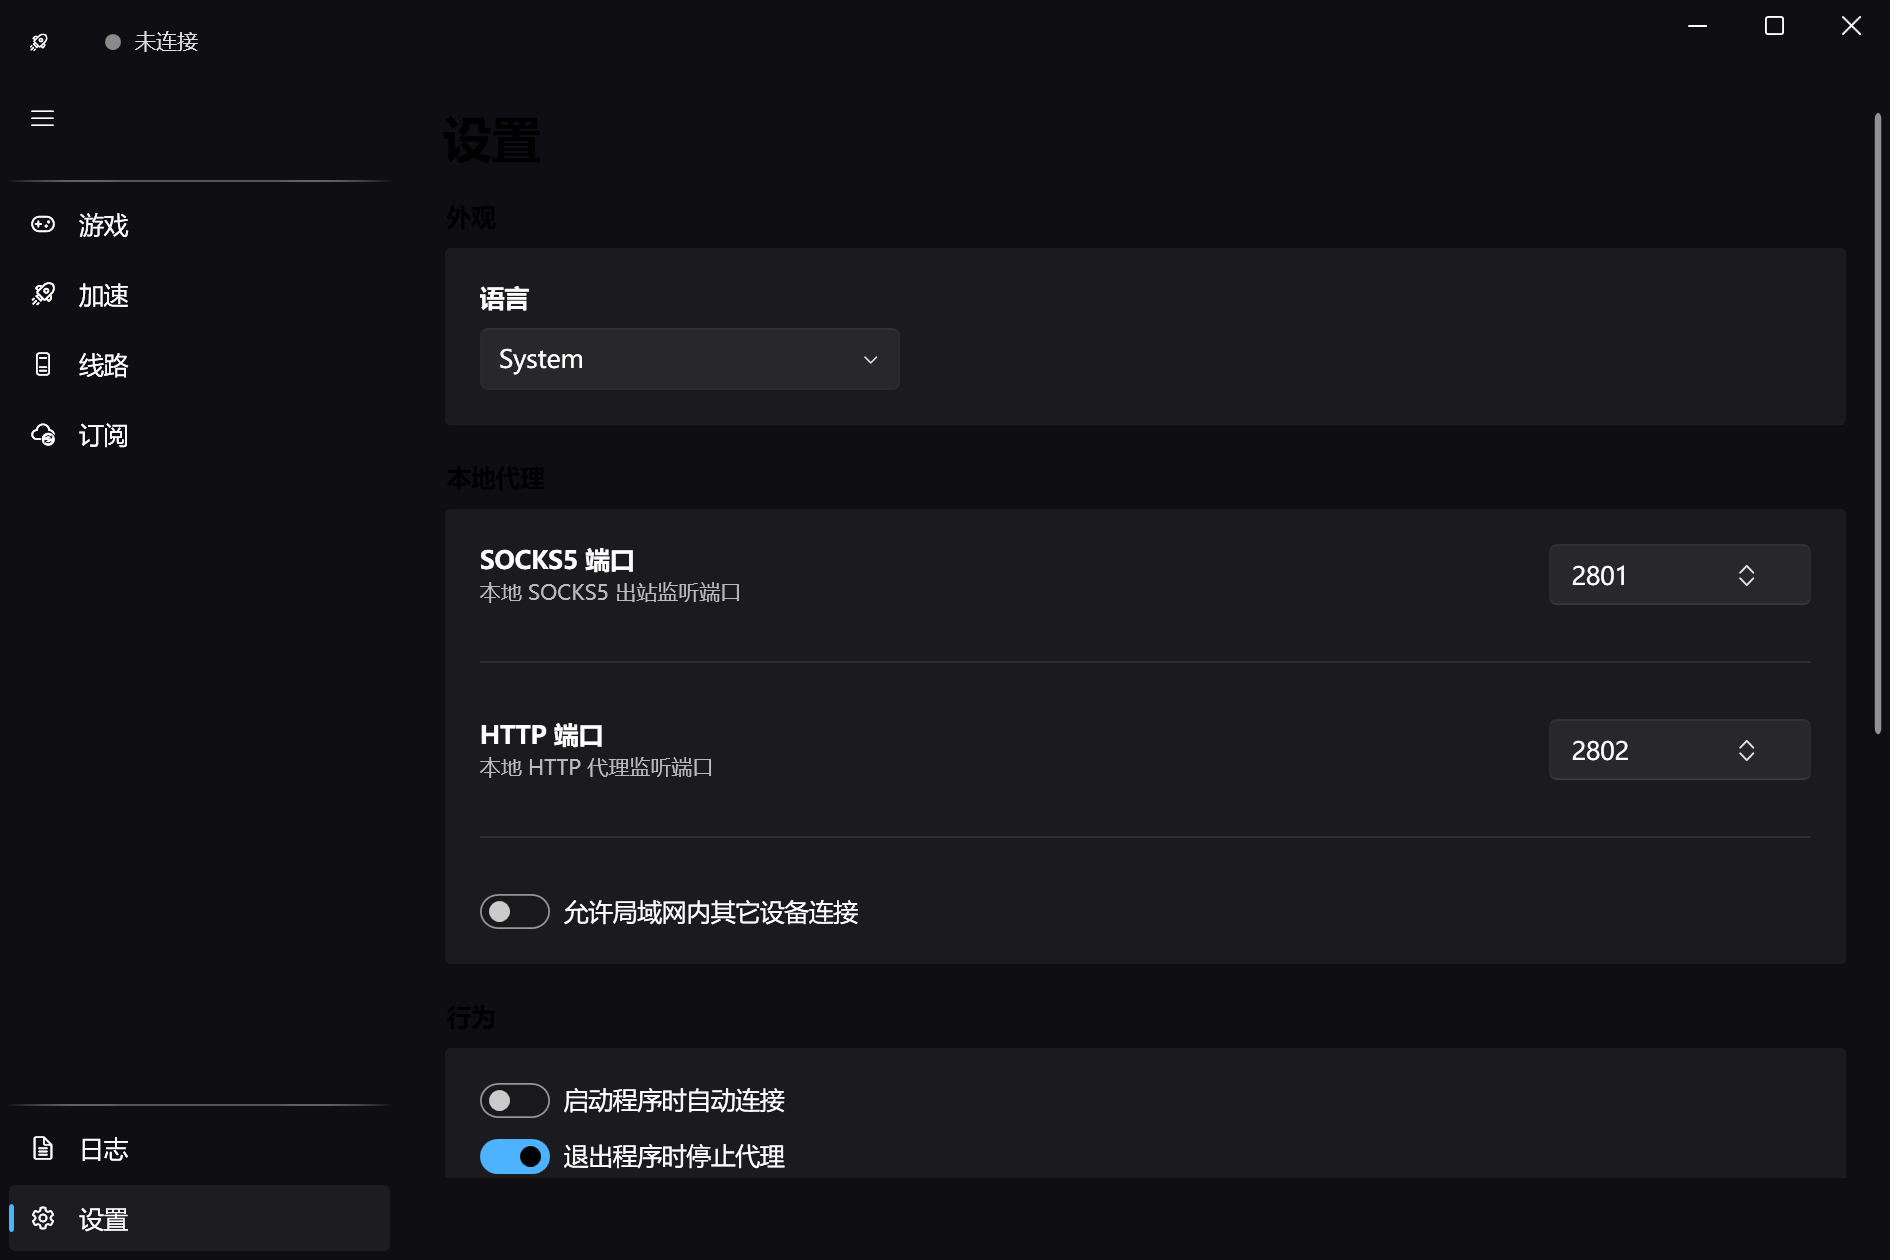 未连接
游戏
加速
线路
订阅
日志
设置
设置
外观
语言
System
本地代理
SOCKS5 端口
本地 SOCKS5 出站监听端口
2801
HTTP 端口
本地 HTTP 代理监听端口
2802
允许局域网内其它设备连接
行为
启动程序时自动连接
退出程序时停止代理